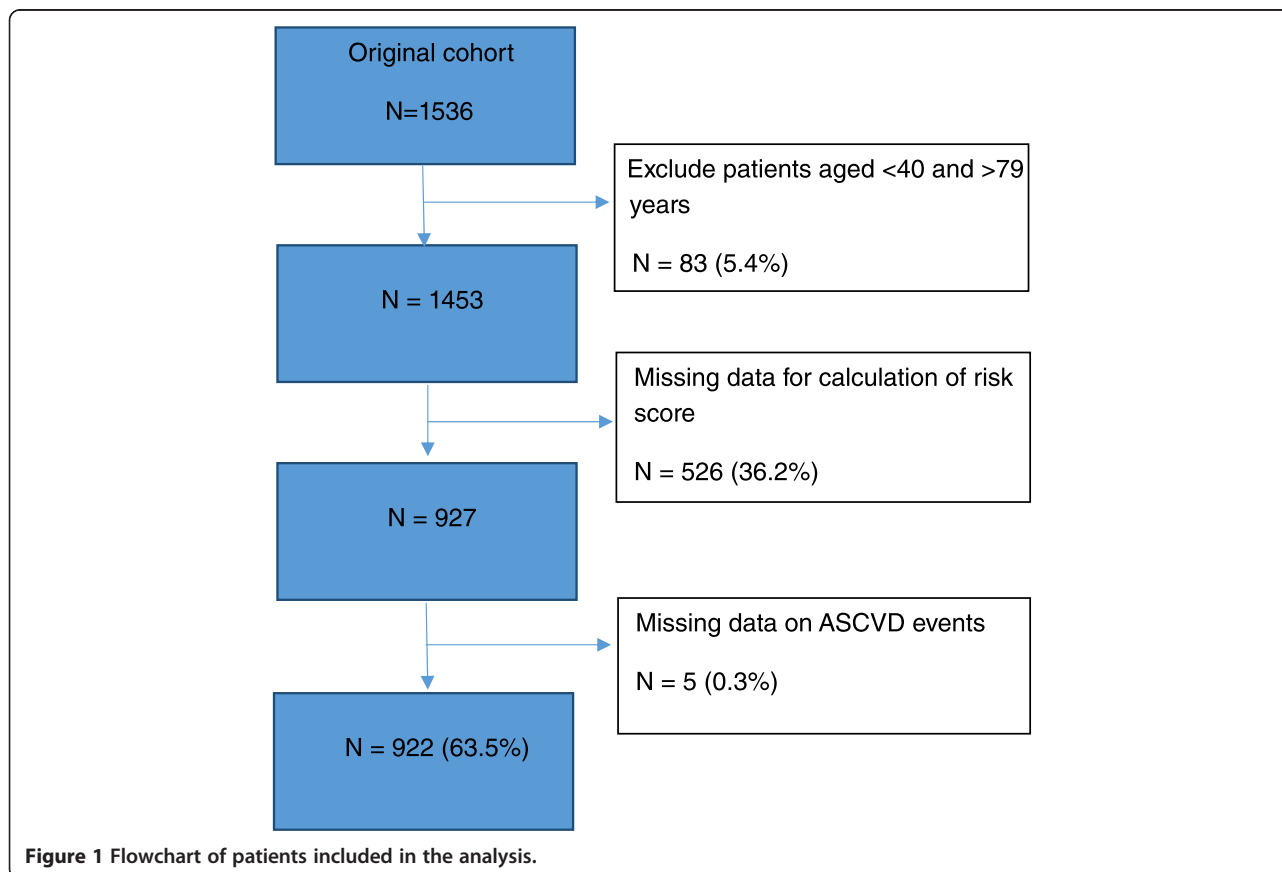 Original cohort
N=1536
Exclude patients aged <40 and >79
years
N = 83 (5.4%)
N = 1453
Missing data for calculation of risk
score
N = 526 (36.2%)
N = 927
Missing data on ASCVD events
N = 5 (0.3%)
N = 922 (63.5%)
Figure 1 Flowchart of patients included in the analysis.